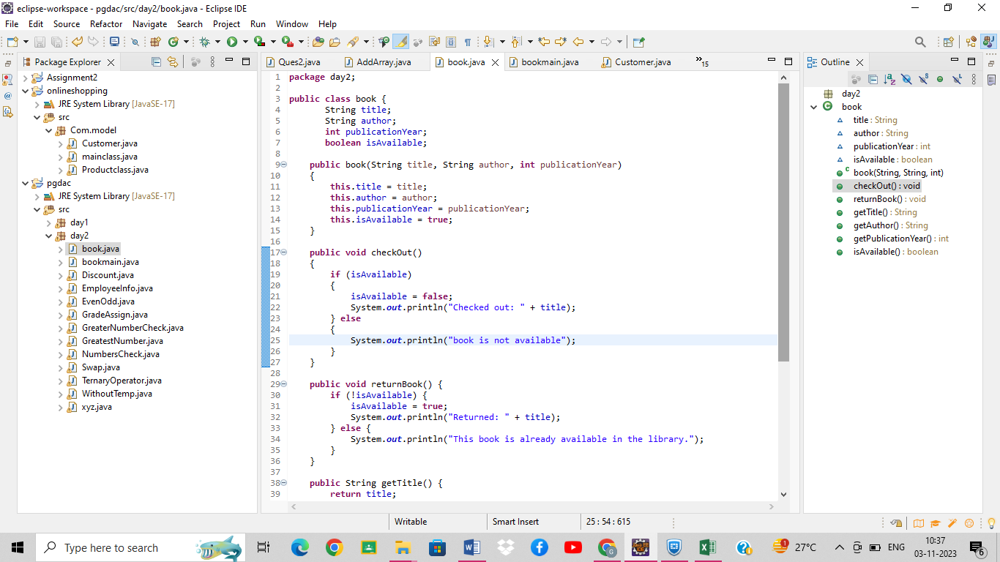 eclipse-workspace - pgdac/src/day2/book.java - Eclipse IDE
File Edit Source Refactor Navigate Search Project Run Window Help
Package Explorer
Assignment2
onlineshopping
JRE System Library [JavaSE-17]
src
Com.model
Customer.java
mainclass.java
Productclass.java
pgdac
JRE System Library [JavaSE-17]
src
day1
day2
book.java
bookmain.java
Discount.java
EmployeeInfo.java
EvenOdd.java
GradeAssign.java
GreaterNumberCheck.java
GreatestNumber.java
NumbersCheck.java
Swap.java
TernaryOperator.java
WithoutTemp.java
xyz.java
Ques2.java AddArray.java book.java bookmain.java Customer.java »15
1 package day2;
2
3 public class book {
4 String title;
5 String author;
6 int publicationYear;
7 boolean isAvailable;
8
9 public book(String title, String author, int publicationYear)
10 {
11 this.title = title;
12 this.author = author;
13 this.publicationYear = publicationYear;
14 this.isAvailable = true;
15 }
16
17 public void checkOut()
18 {
19 if (isAvailable)
20 {
21 isAvailable = false;
22 System.out.println("Checked out: " + title);
23 } else
24 {
25 System.out.println("book is not available");
26 }
27 }
28
29 public void returnBook() {
30 if (!isAvailable) {
31 isAvailable = true;
32 System.out.println("Returned: " + title);
33 } else {
34 System.out.println("This book is already available in the library.");
35 }
36 }
37
38 public String getTitle() {
39 return title;
Outline
day2
book
title : String
author : String
publicationYear : int
isAvailable : boolean
book(String, String, int)
checkOut() : void
returnBook() : void
getTitle() : String
getAuthor() : String
getPublicationYear() : int
isAvailable() : boolean
Writable Smart Insert 25 : 54 : 615
Type here to search
1 27°C ENG 10:37
03-11-2023 6